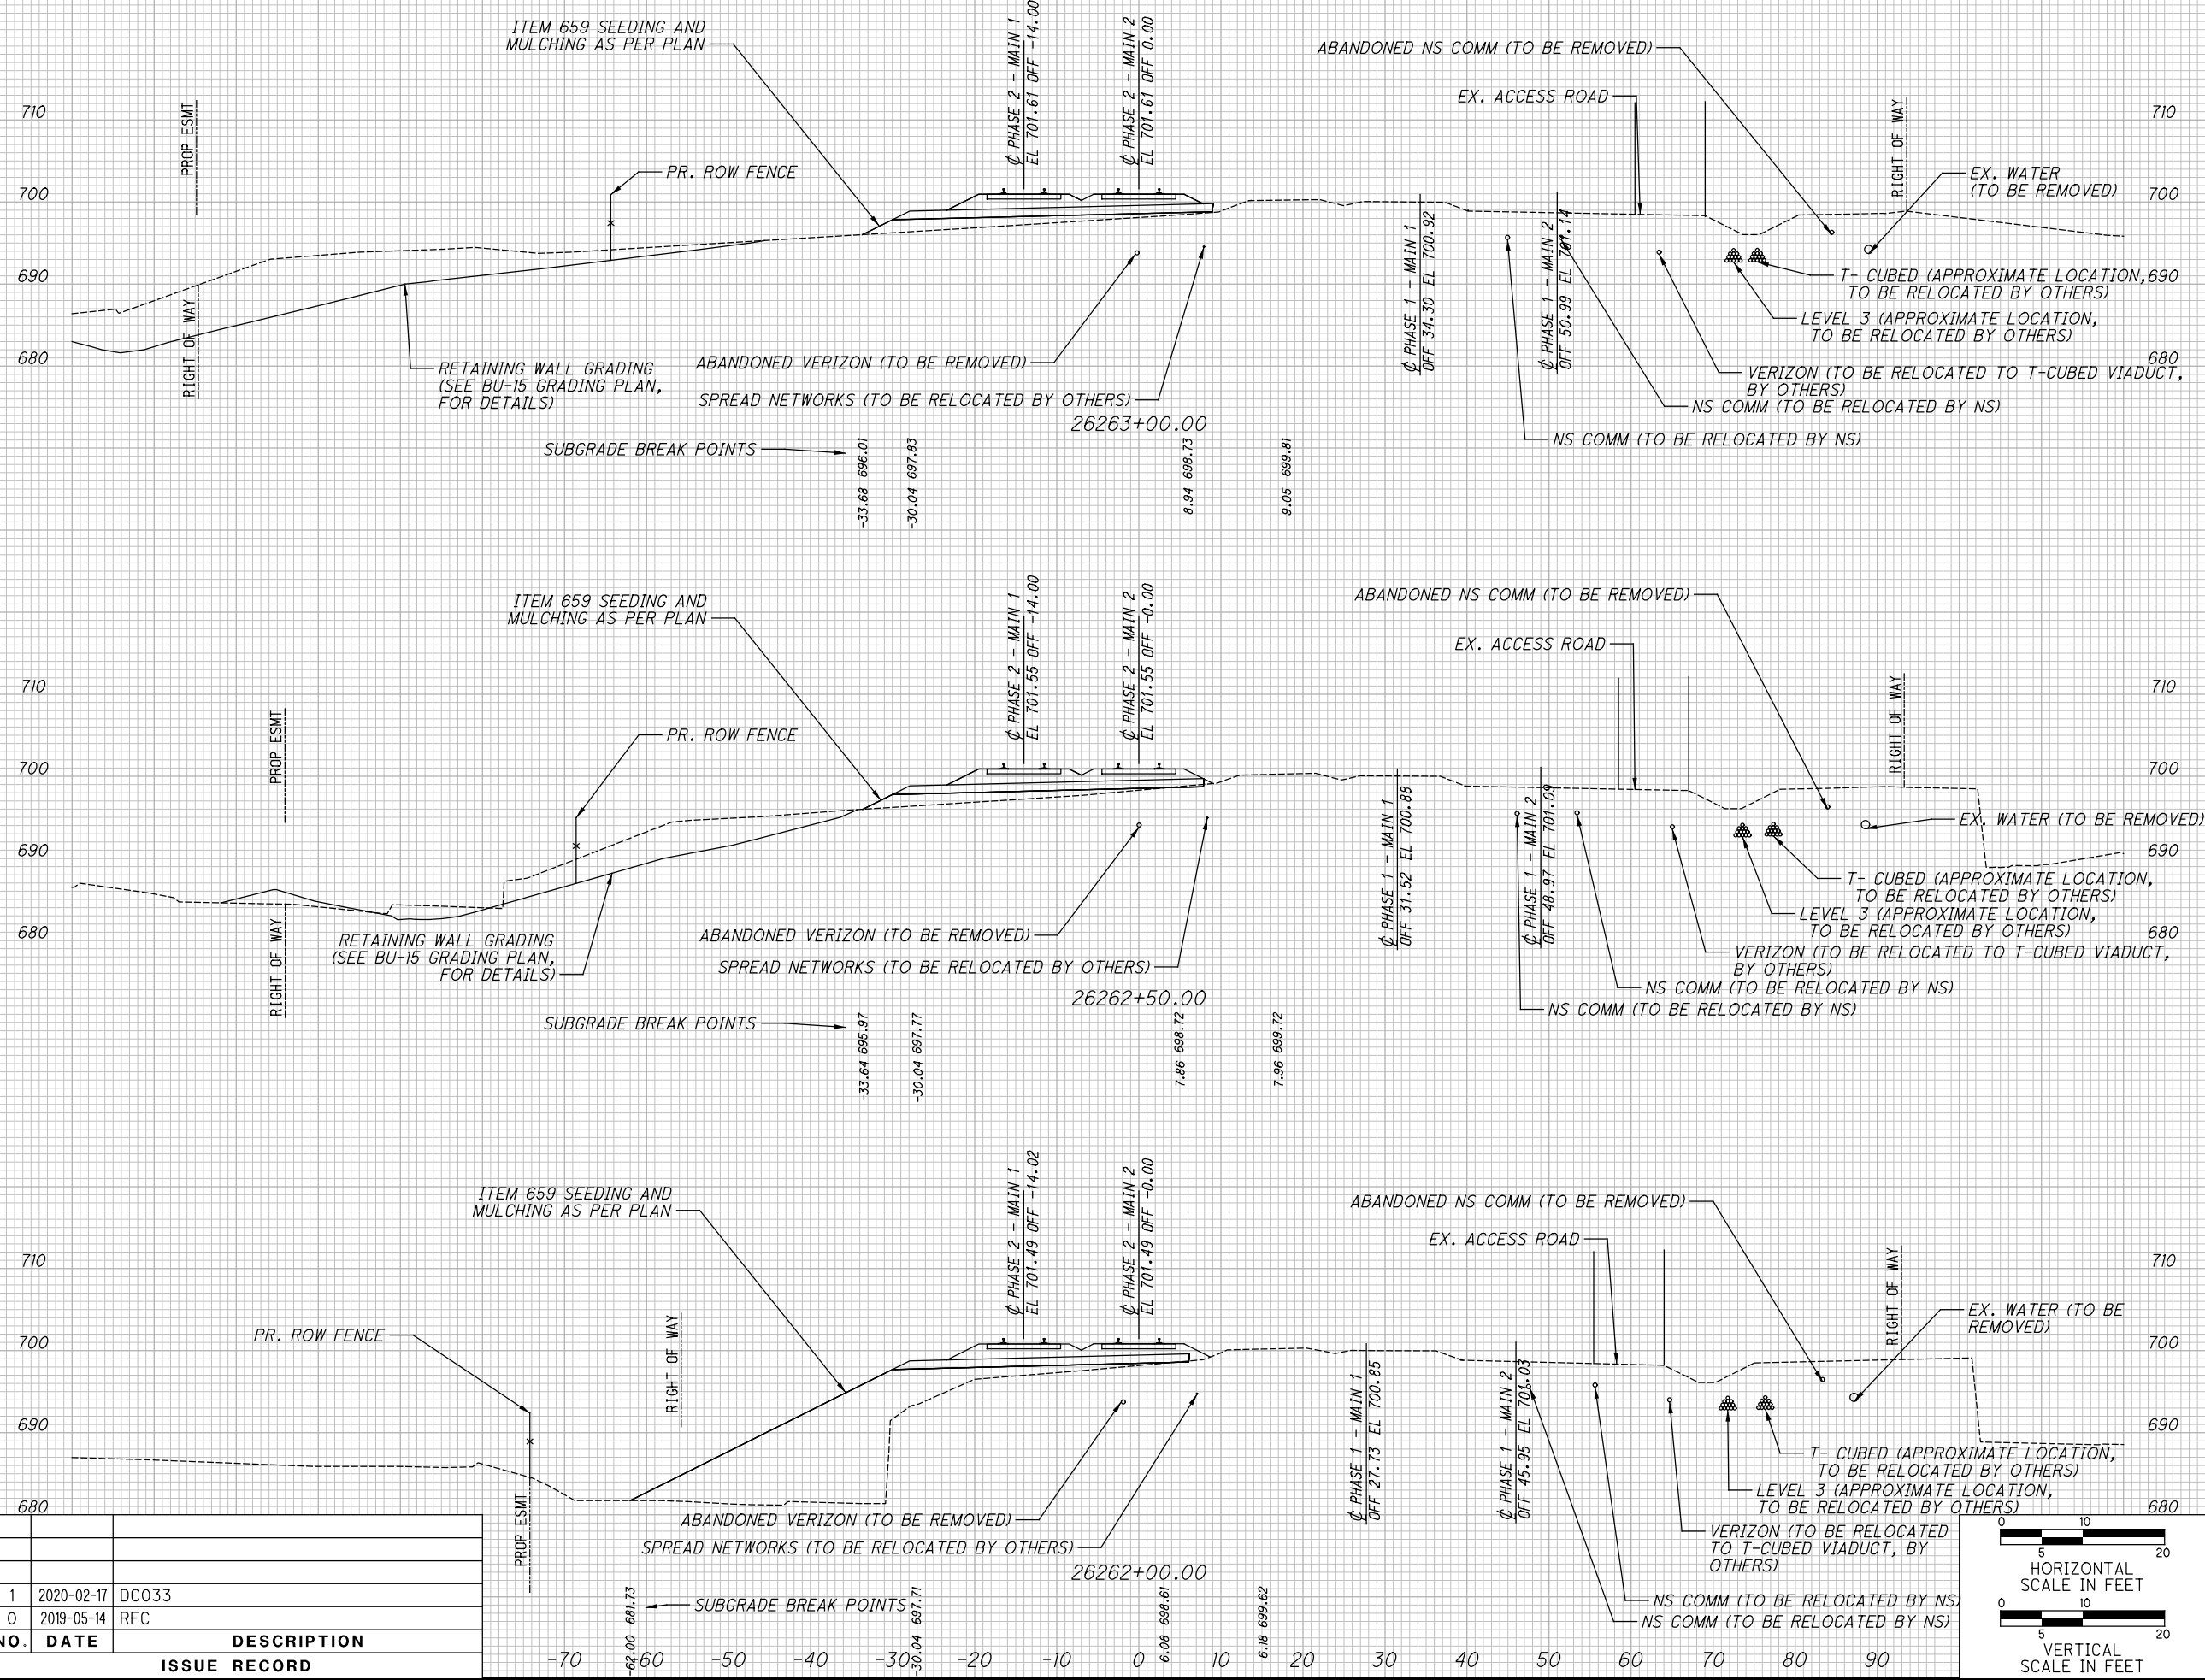 ITEM 659 SEEDING AND
MULCHING AS PER PLAN
℄ PHASE 2 - MAIN 1
EL 701.61 OFF -14.00
℄ PHASE 2 - MAIN 2
EL 701.61 OFF 0.00
ABANDONED NS COMM (TO BE REMOVED)
EX. ACCESS ROAD
710
710
PROP ESMT
RIGHT OF WAY
PR. ROW FENCE
EX. WATER
(TO BE REMOVED)
700
700
℄ PHASE 1 - MAIN 1
OFF 34.30 EL 700.92
℄ PHASE 1 - MAIN 2
OFF 50.99 EL 701.14
690
T- CUBED (APPROXIMATE LOCATION,
TO BE RELOCATED BY OTHERS)
690
LEVEL 3 (APPROXIMATE LOCATION,
TO BE RELOCATED BY OTHERS)
RIGHT OF WAY
680
680
RETAINING WALL GRADING
(SEE BU-15 GRADING PLAN,
FOR DETAILS)
ABANDONED VERIZON (TO BE REMOVED)
SPREAD NETWORKS (TO BE RELOCATED BY OTHERS)
VERIZON (TO BE RELOCATED TO T-CUBED VIADUCT,
BY OTHERS)
NS COMM (TO BE RELOCATED BY NS)
26263+00.00
NS COMM (TO BE RELOCATED BY NS)
SUBGRADE BREAK POINTS
-33.68 696.01
-30.04 697.83
8.94 698.73
9.05 699.81
ITEM 659 SEEDING AND
MULCHING AS PER PLAN
℄ PHASE 2 - MAIN 1
EL 701.55 OFF -14.00
℄ PHASE 2 - MAIN 2
EL 701.55 OFF -0.00
ABANDONED NS COMM (TO BE REMOVED)
EX. ACCESS ROAD
710
710
PROP ESMT
RIGHT OF WAY
PR. ROW FENCE
700
700
℄ PHASE 1 - MAIN 1
OFF 31.52 EL 700.88
℄ PHASE 1 - MAIN 2
OFF 48.97 EL 701.09
EX. WATER (TO BE REMOVED)
690
690
T- CUBED (APPROXIMATE LOCATION,
TO BE RELOCATED BY OTHERS)
LEVEL 3 (APPROXIMATE LOCATION,
TO BE RELOCATED BY OTHERS)
680
680
RIGHT OF WAY
RETAINING WALL GRADING
(SEE BU-15 GRADING PLAN,
FOR DETAILS)
ABANDONED VERIZON (TO BE REMOVED)
SPREAD NETWORKS (TO BE RELOCATED BY OTHERS)
VERIZON (TO BE RELOCATED TO T-CUBED VIADUCT,
BY OTHERS)
NS COMM (TO BE RELOCATED BY NS)
26262+50.00
NS COMM (TO BE RELOCATED BY NS)
SUBGRADE BREAK POINTS
-33.64 695.97
-30.04 697.77
7.86 698.72
7.96 699.72
ITEM 659 SEEDING AND
MULCHING AS PER PLAN
℄ PHASE 2 - MAIN 1
EL 701.49 OFF -14.02
℄ PHASE 2 - MAIN 2
EL 701.49 OFF -0.00
ABANDONED NS COMM (TO BE REMOVED)
EX. ACCESS ROAD
710
710
RIGHT OF WAY
RIGHT OF WAY
EX. WATER (TO BE
REMOVED)
PR. ROW FENCE
700
700
℄ PHASE 1 - MAIN 1
OFF 27.73 EL 700.85
℄ PHASE 1 - MAIN 2
OFF 45.95 EL 701.03
690
690
T- CUBED (APPROXIMATE LOCATION,
TO BE RELOCATED BY OTHERS)
LEVEL 3 (APPROXIMATE LOCATION,
TO BE RELOCATED BY OTHERS)
680
680
PROP ESMT
ABANDONED VERIZON (TO BE REMOVED)
SPREAD NETWORKS (TO BE RELOCATED BY OTHERS)
VERIZON (TO BE RELOCATED
TO T-CUBED VIADUCT, BY
OTHERS)
26262+00.00
NS COMM (TO BE RELOCATED BY NS)
NS COMM (TO BE RELOCATED BY NS)
SUBGRADE BREAK POINTS
-62.00 681.73
-30.04 697.71
6.08 698.61
6.18 699.62
-70 -60 -50 -40 -30 -20 -10 0 10 20 30 40 50 60 70 80 90
1 2020-02-17 DC033
0 2019-05-14 RFC
NO. DATE DESCRIPTION
ISSUE RECORD
0 10
5 20
HORIZONTAL
SCALE IN FEET
0 10
5 20
VERTICAL
SCALE IN FEET